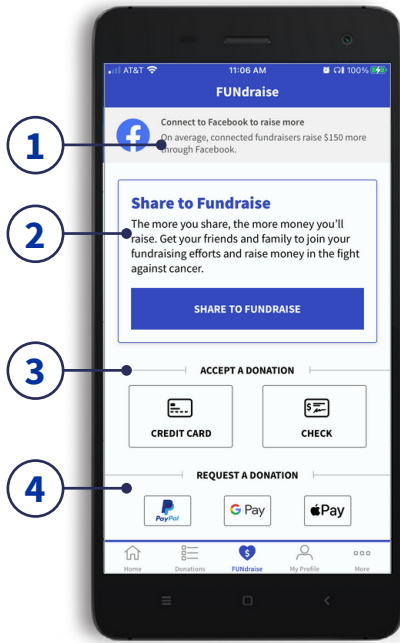 AT&T 11:06 AM 100%
FUNdraise
Connect to Facebook to raise more
On average, connected fundraisers raise $150 more
through Facebook.
1
Share to Fundraise
The more you share, the more money you'll
raise. Get your friends and family to join your
fundraising efforts and raise money in the fight
against cancer.
2
SHARE TO FUNDRAISE
3
ACCEPT A DONATION
$
CREDIT CARD CHECK
REQUEST A DONATION
4
PayPal G Pay Pay
$
Home Donations FUNdraise My Profile More